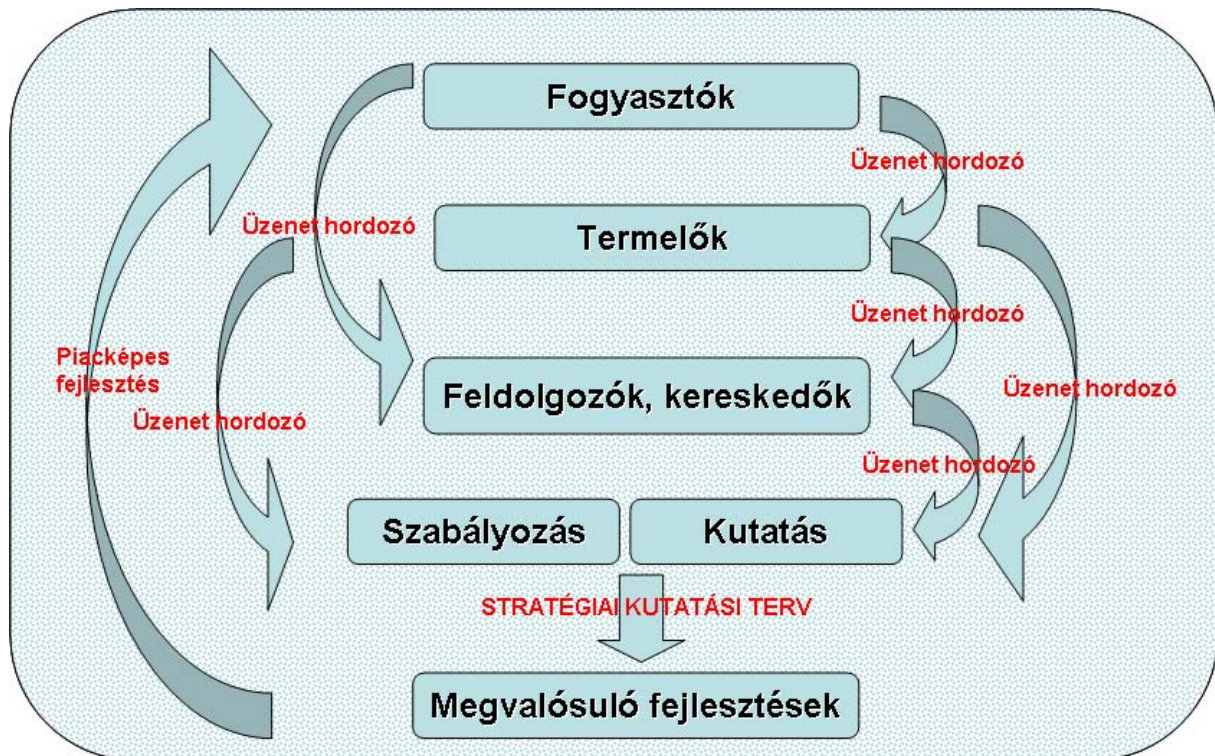 Fogyasztók
Üzenet hordozó
Üzenet hordozó
Termelők
Üzenet hordozó
Piacképes
fejlesztés
Feldolgozók, kereskedők
Üzenet hordozó
Üzenet hordozó
Üzenet hordozó
Szabályozás
Kutatás
STRATÉGIAI KUTATÁSI TERV
Megvalósuló fejlesztések